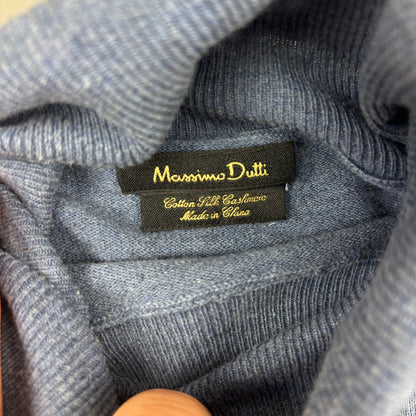 Massimo Dutti
Cotton Silk Cashmere
Made in China